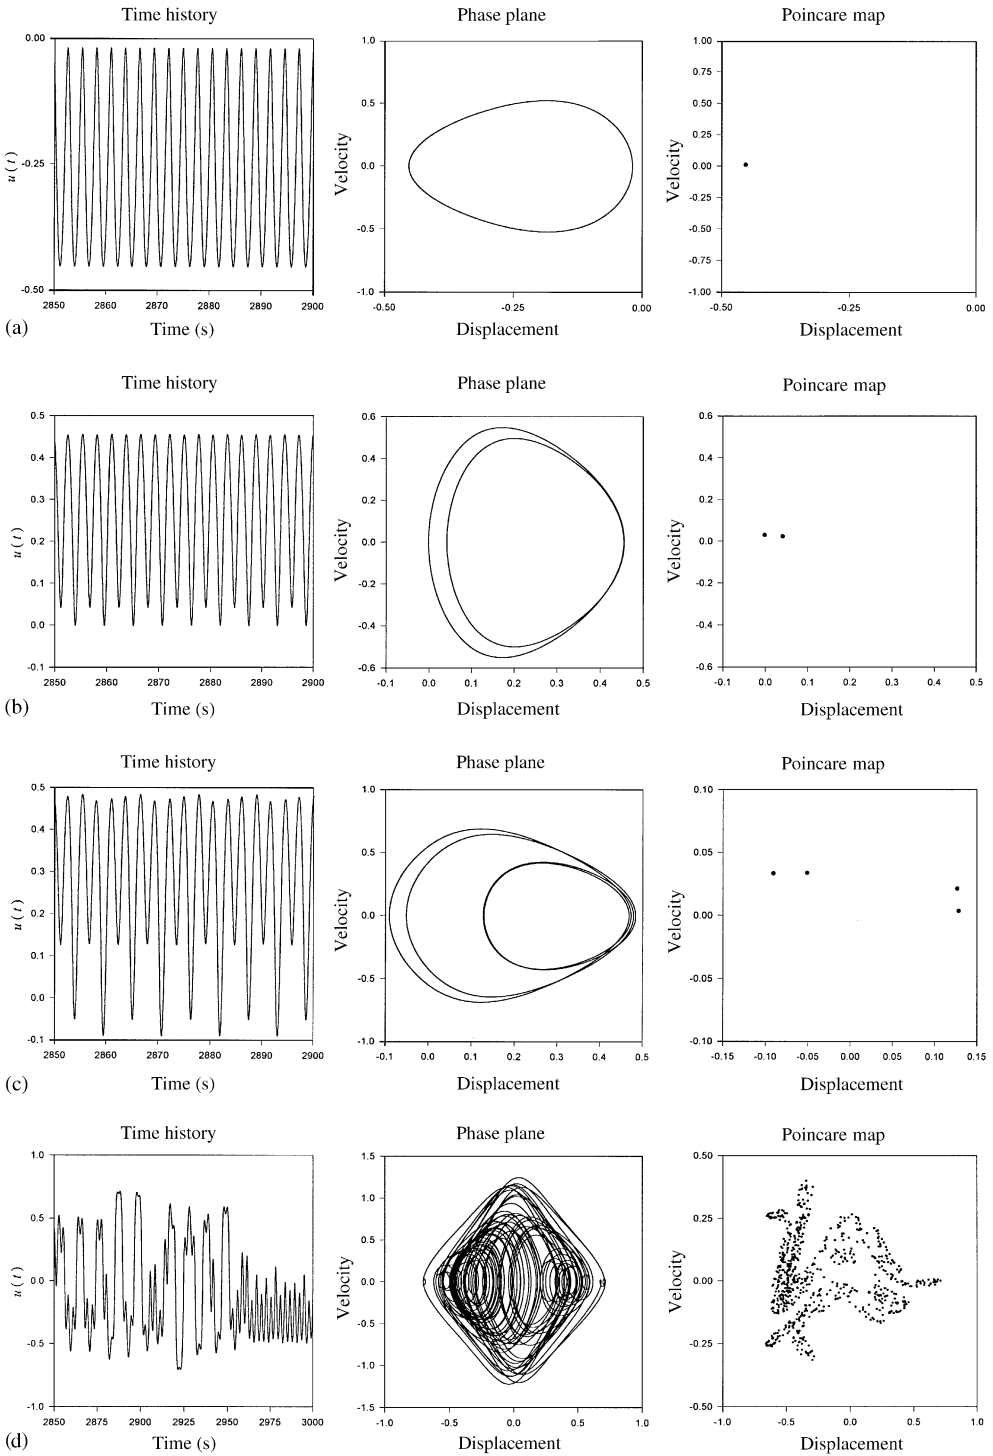 Time history
Phase plane
Poincare map
0.00
-0.25
-0.50
u(t)
2850 2860 2870 2880 2890 2900
Time (s)
1.0
0.5
0.0
-0.5
-1.0
Velocity
-0.50 -0.25 0.00
Displacement
1.00
0.75
0.50
0.25
0.00
-0.25
-0.50
-0.75
-1.00
Velocity
-0.50 -0.25 0.00
Displacement
(a)
Time history
Phase plane
Poincare map
0.5
0.4
0.3
0.2
0.1
0.0
-0.1
u(t)
2850 2860 2870 2880 2890 2900
Time (s)
0.6
0.4
0.2
0.0
-0.2
-0.4
-0.6
Velocity
-0.1 0.0 0.1 0.2 0.3 0.4 0.5
Displacement
0.6
0.4
0.2
0.0
-0.2
-0.4
-0.6
Velocity
-0.1 0.0 0.1 0.2 0.3 0.4 0.5
Displacement
(b)
Time history
Phase plane
Poincare map
0.5
0.4
0.3
0.2
0.1
0.0
-0.1
u(t)
2850 2860 2870 2880 2890 2900
Time (s)
1.0
0.5
0.0
-0.5
-1.0
Velocity
-0.1 0.0 0.1 0.2 0.3 0.4 0.5
Displacement
0.10
0.05
0.00
-0.05
-0.10
Velocity
-0.15 -0.10 -0.05 0.00 0.05 0.10 0.15
Displacement
(c)
Time history
Phase plane
Poincare map
1.0
0.5
0.0
-0.5
-1.0
u(t)
2850 2875 2900 2925 2950 2975 3000
Time (s)
1.5
1.0
0.5
0.0
-0.5
-1.0
-1.5
Velocity
-1.0 -0.5 0.0 0.5 1.0
Displacement
0.50
0.25
0.00
-0.25
-0.50
Velocity
-1.0 -0.5 0.0 0.5 1.0
Displacement
(d)